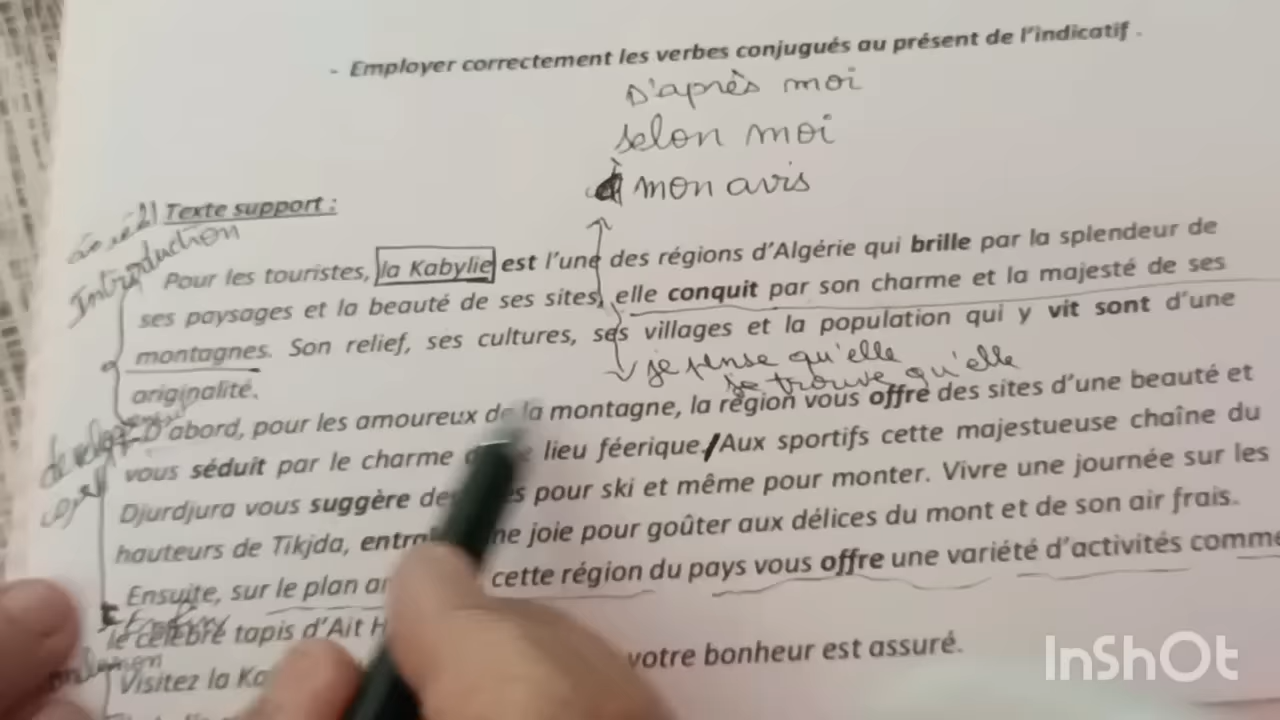 - Employer correctement les verbes conjugués au présent de l'indicatif .
D'après moi
selon moi
À mon avis
Texte support :
Introduction
Pour les touristes, la Kabylie est l'une des régions d'Algérie qui brille par la splendeur de
ses paysages et la beauté de ses sites, elle conquit par son charme et la majesté de ses
montagnes. Son relief, ses cultures, ses villages et la population qui y vit sont d'une
je pense qu'elle
je trouve qu'elle
originalité.
D'abord, pour les amoureux de la montagne, la région vous offre des sites d'une beauté et
vous séduit par le charme lieu féerique. Aux sportifs cette majestueuse chaîne du
Djurdjura vous suggère pour ski et même pour monter. Vivre une journée sur les
hauteurs de Tikjda, joie pour goûter aux délices du mont et de son air frais.
Ensuite, sur le plan cette région du pays vous offre une variété d'activités comme
le célèbre tapis d'Ait
Visitez la votre bonheur est assuré.
InShOt